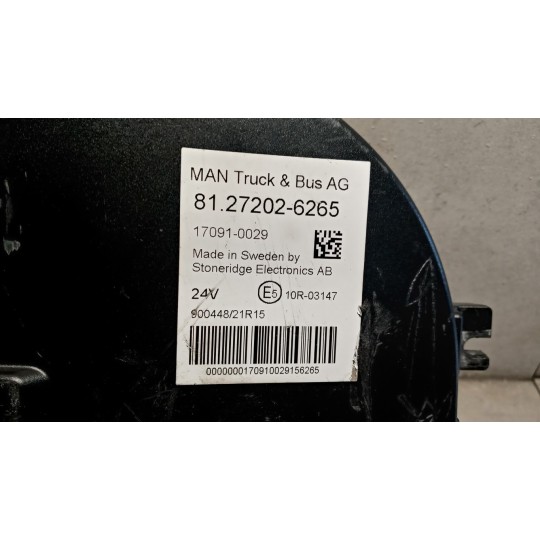 MAN Truck & Bus AG
81.27202-6265
17091-0029
Made in Sweden by
Stoneridge Electronics AB
24V E5 10R-03147
900448/21R15
0000000170910029156265